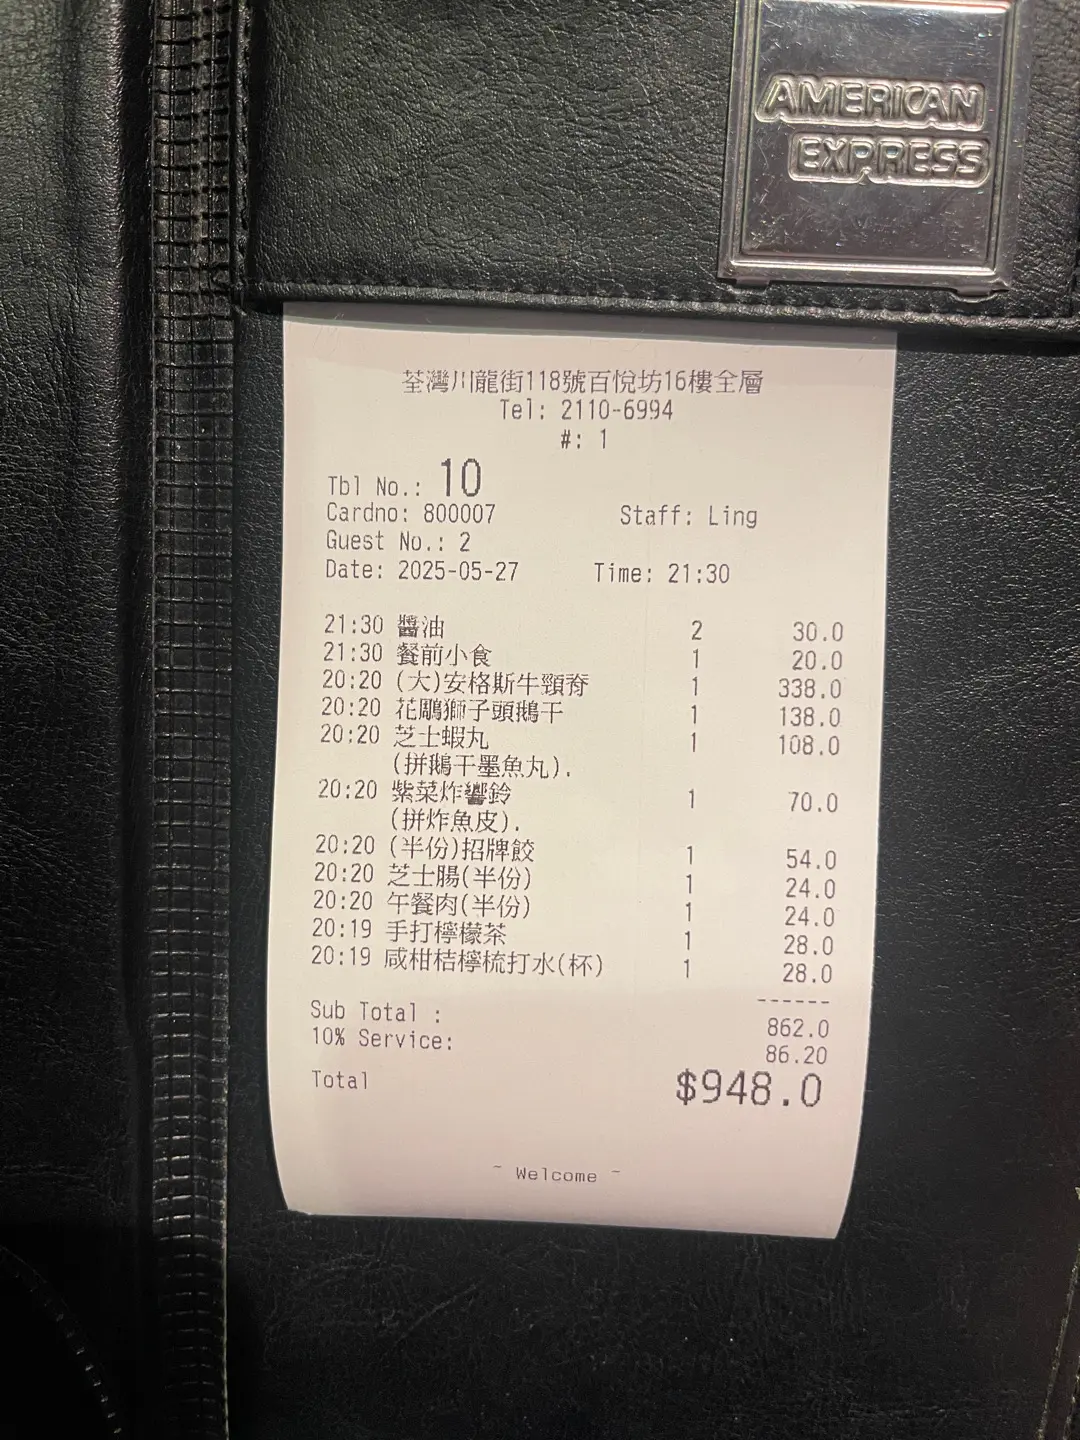 AMERICAN
EXPRESS
荃灣川龍街118號百悅坊16樓全層
Tel: 2110-6994
#: 1
Tbl No.: 10
Cardno: 800007 Staff: Ling
Guest No.: 2
Date: 2025-05-27 Time: 21:30
21:30 醬油 2 30.0
21:30 餐前小食 1 20.0
20:20 (大)安格斯牛頸脊 1 338.0
20:20 花鵰獅子頭鵝干 1 138.0
20:20 芝士蝦丸 1 108.0
(拼鵝干墨魚丸).
20:20 紫菜炸響鈴 1 70.0
(拼炸魚皮).
20:20 (半份)招牌餃 1 54.0
20:20 芝士腸(半份) 1 24.0
20:20 午餐肉(半份) 1 24.0
20:19 手打檸檬茶 1 28.0
20:19 咸柑桔檸梳打水(杯) 1 28.0
------
Sub Total : 862.0
10% Service: 86.20
Total $948.0
~ Welcome ~